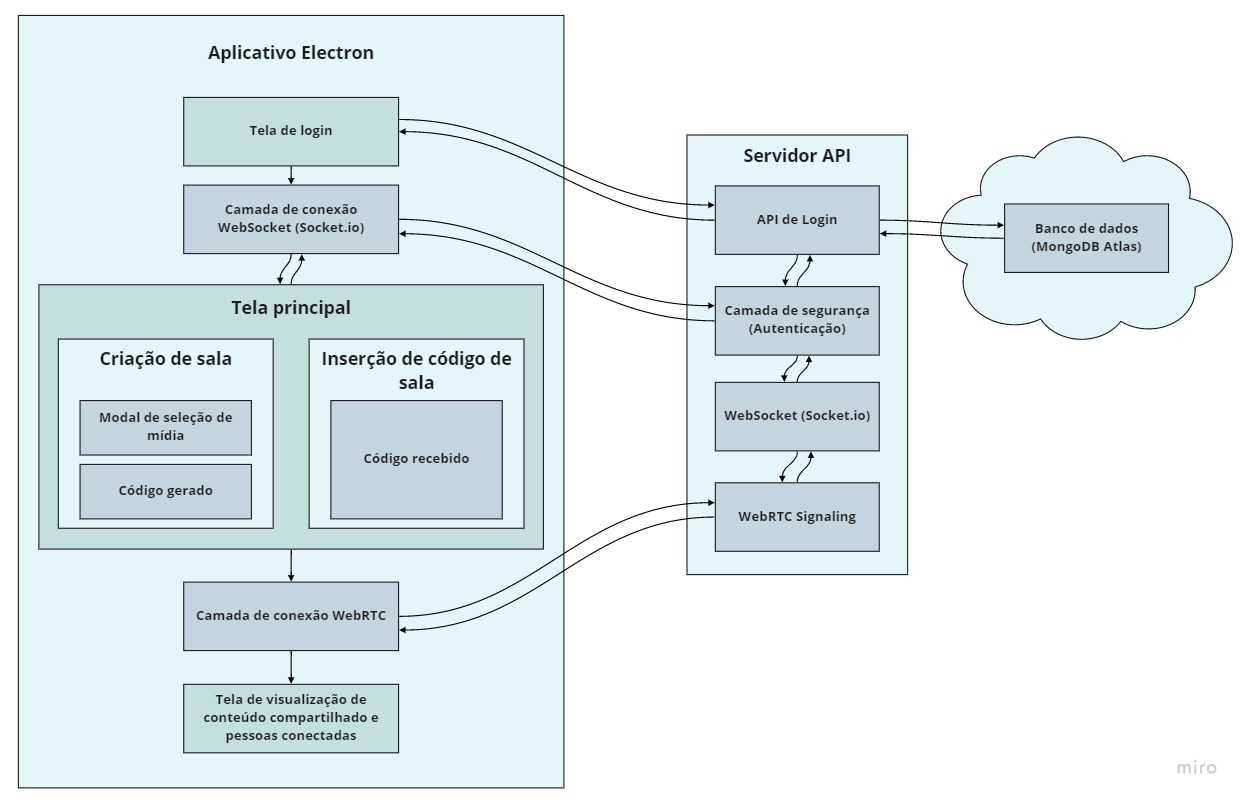 Aplicativo Electron
Tela de login
Camada de conexão
WebSocket (Socket.io)
Tela principal
Criação de sala
Modal de seleção de
mídia
Código gerado
Inserção de código de
sala
Código recebido
Camada de conexão WebRTC
Tela de visualização de
conteúdo compartilhado e
pessoas conectadas
Servidor API
API de Login
Camada de segurança
(Autenticação)
WebSocket (Socket.io)
WebRTC Signaling
Banco de dados
(MongoDB Atlas)
miro